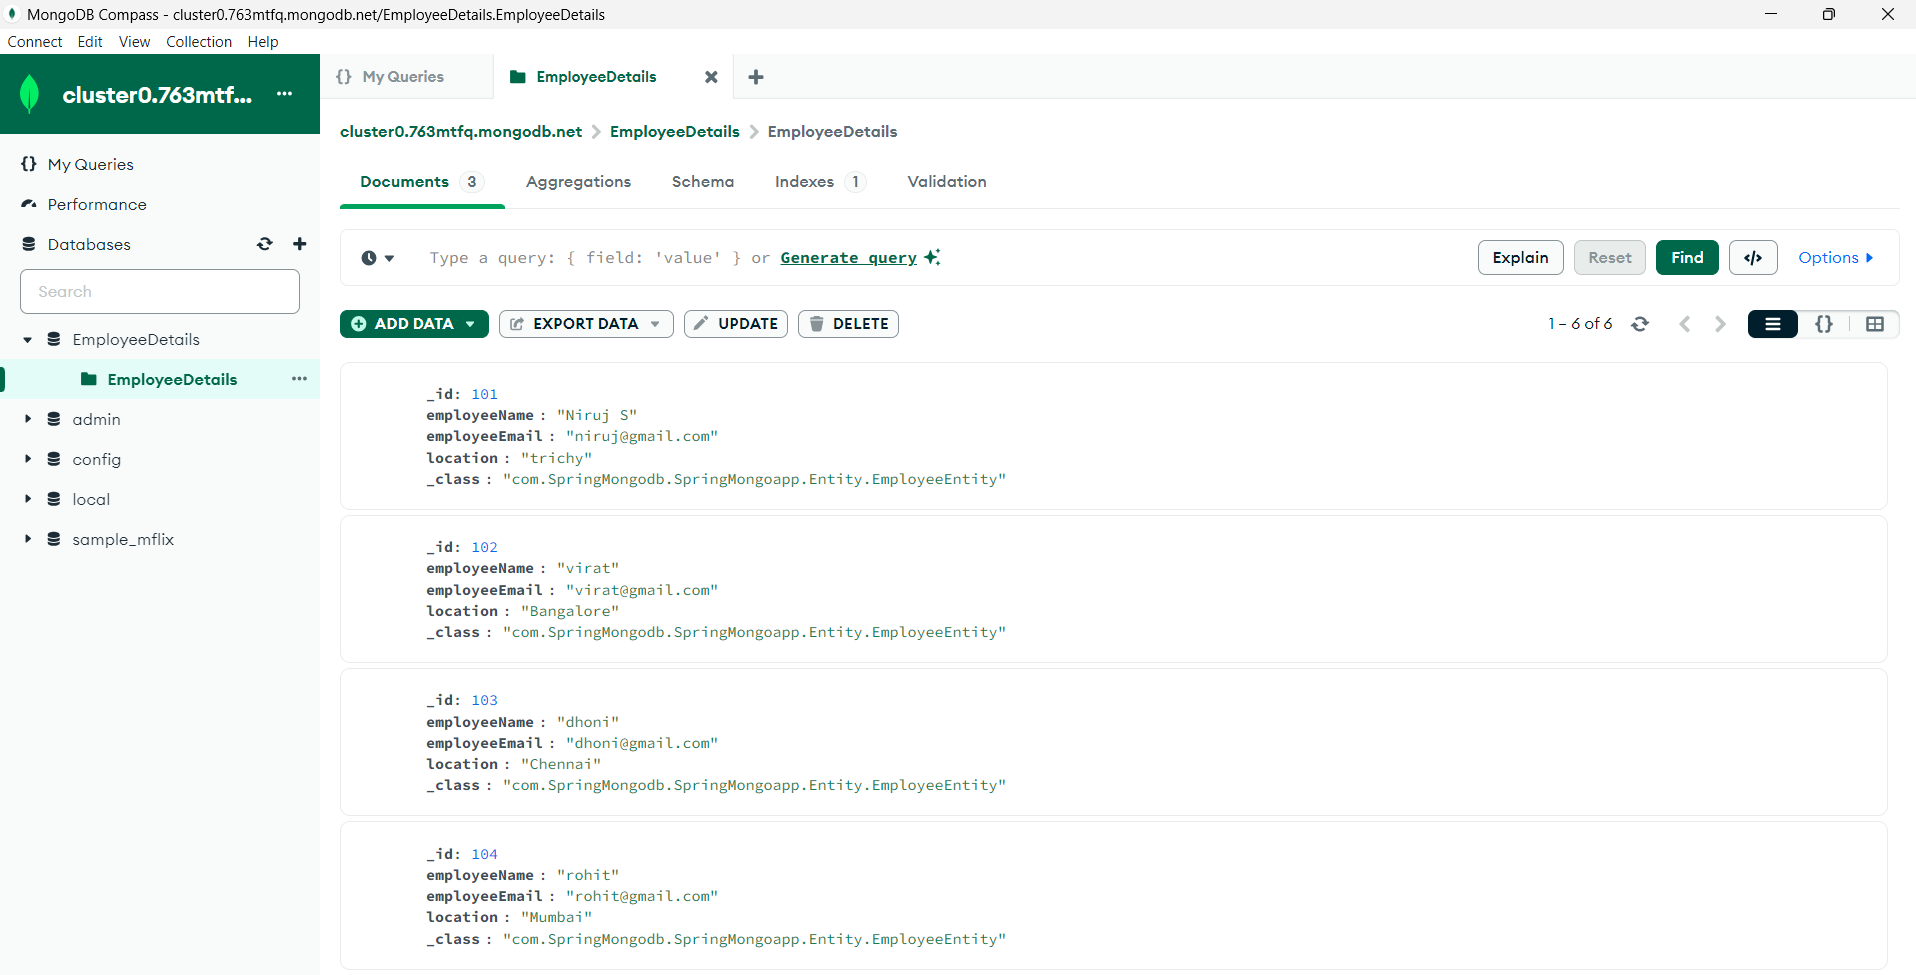 MongoDB Compass - cluster0.763mtfq.mongodb.net/EmployeeDetails.EmployeeDetails
Connect Edit View Collection Help
cluster0.763mtf... ...
{} My Queries
EmployeeDetails
cluster0.763mtfq.mongodb.net > EmployeeDetails > EmployeeDetails
My Queries
Performance
Databases
Search
EmployeeDetails
EmployeeDetails ...
admin
config
local
sample_mflix
Documents 3 Aggregations Schema Indexes 1 Validation
Type a query: { field: 'value' } or Generate query
Explain Reset Find </> Options
ADD DATA EXPORT DATA UPDATE DELETE
1 – 6 of 6 {}
_id: 101
employeeName : "Niruj S"
employeeEmail : "niruj@gmail.com"
location : "trichy"
_class : "com.SpringMongodb.SpringMongoapp.Entity.EmployeeEntity"
_id: 102
employeeName : "virat"
employeeEmail : "virat@gmail.com"
location : "Bangalore"
_class : "com.SpringMongodb.SpringMongoapp.Entity.EmployeeEntity"
_id: 103
employeeName : "dhoni"
employeeEmail : "dhoni@gmail.com"
location : "Chennai"
_class : "com.SpringMongodb.SpringMongoapp.Entity.EmployeeEntity"
_id: 104
employeeName : "rohit"
employeeEmail : "rohit@gmail.com"
location : "Mumbai"
_class : "com.SpringMongodb.SpringMongoapp.Entity.EmployeeEntity"